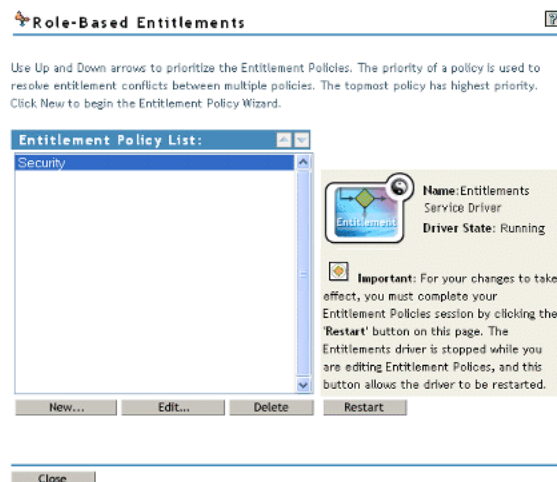 Role-Based Entitlements
?
Use Up and Down arrows to prioritize the Entitlement Policies. The priority of a policy is used to
resolve entitlement conflicts between multiple policies. The topmost policy has highest priority.
Click New to begin the Entitlement Policy Wizard.
Entitlement Policy List:
Security
Entitlement
Name:Entitlements
Service Driver
Driver State: Running
Important: For your changes to take
effect, you must complete your
Entitlement Policies session by clicking the
'Restart' button on this page. The
Entitlements driver is stopped while you
are editing Entitlement Polices, and this
button allows the driver to be restarted.
New... Edit... Delete Restart
Close